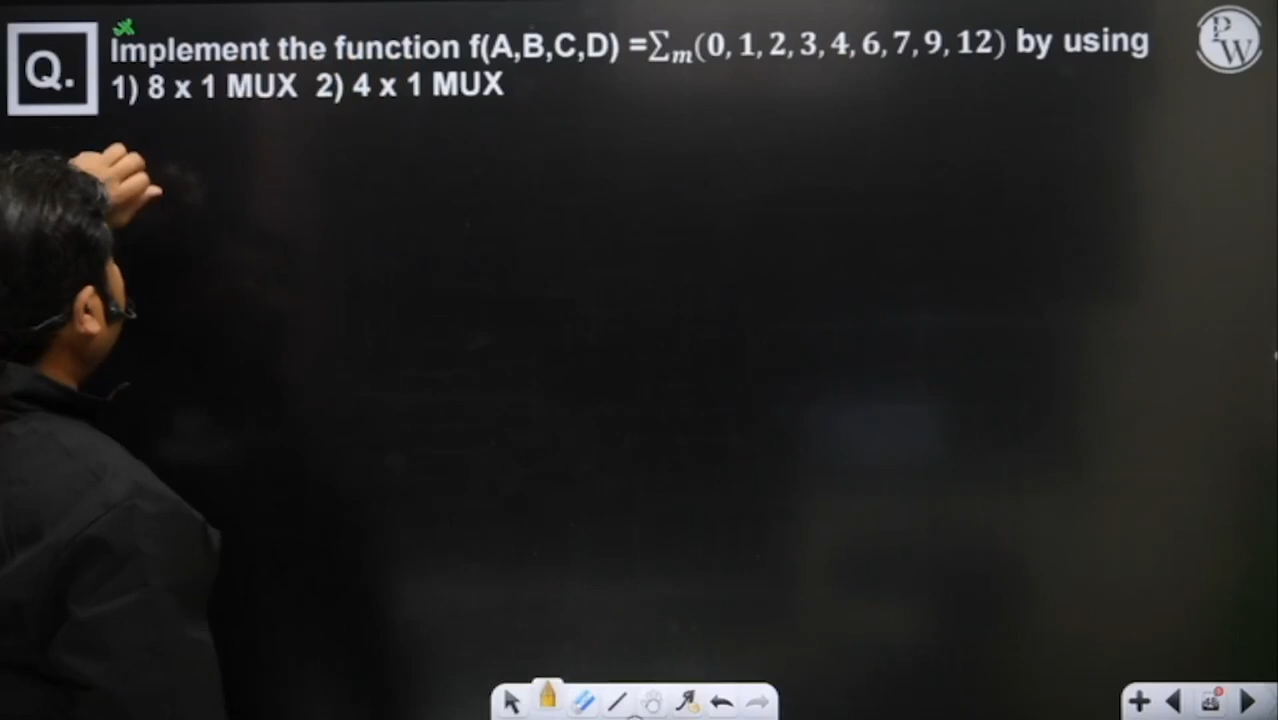 Q.
Implement the function f(A,B,C,D) =∑m(0, 1, 2, 3, 4, 6, 7, 9, 12) by using
1) 8 x 1 MUX 2) 4 x 1 MUX
P
W